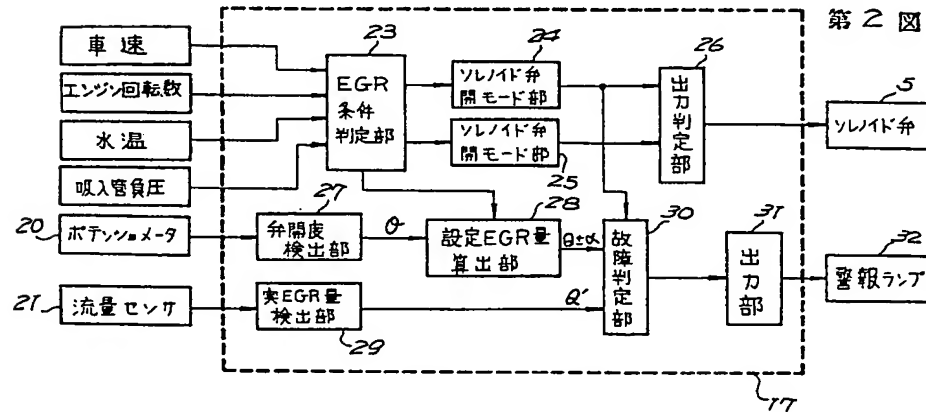 第2図
車速
エンジン回転数
水温
吸入管負圧
20
ポテンショメータ
21
流量センサ
23
EGR
条件
判定部
24
ソレノイド弁
開モード部
ソレノイド弁
閉モード部
25
26
出力判定部
5
ソレノイド弁
27
弁開度
検出部
θ
28
設定EGR量
算出部
Q±α
実EGR量
検出部
29
Q'
30
故障判定部
31
出力部
32
警報ランプ
17